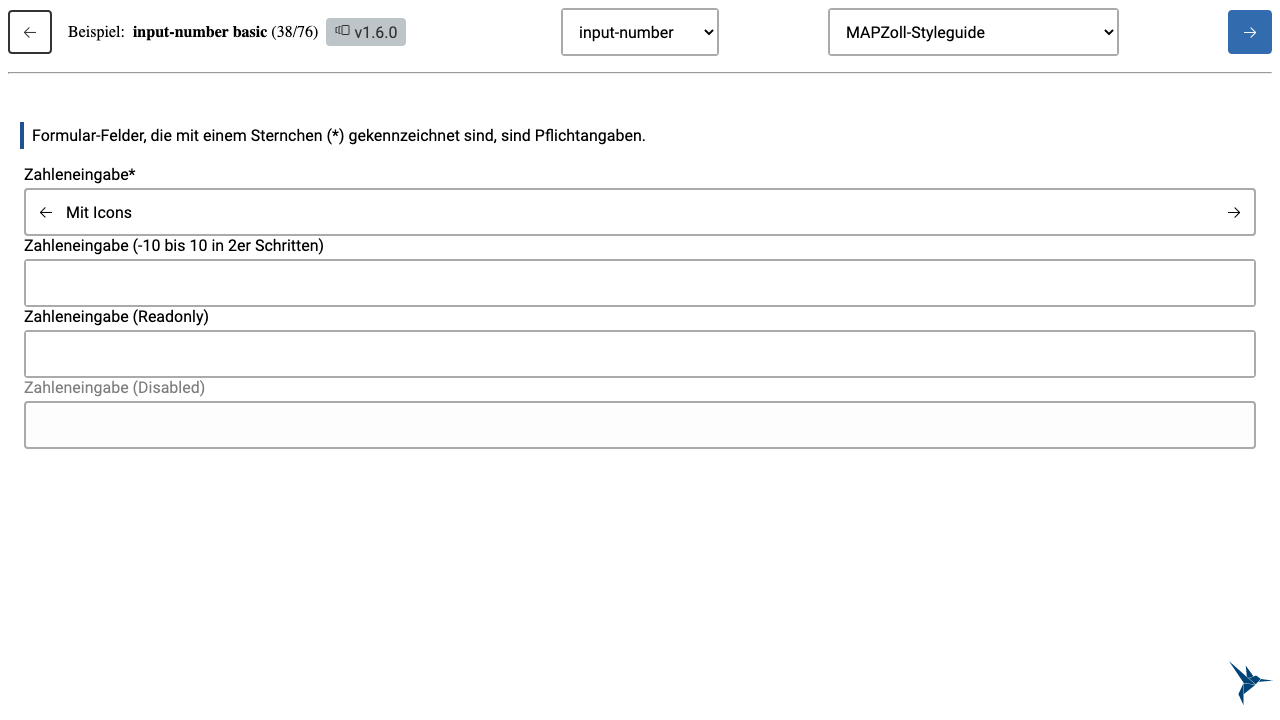 Beispiel: input-number basic (38/76) v1.6.0 input-number MAPZoll-Styleguide
Formular-Felder, die mit einem Sternchen (*) gekennzeichnet sind, sind Pflichtangaben.
Zahleneingabe*
Mit Icons
Zahleneingabe (-10 bis 10 in 2er Schritten)
Zahleneingabe (Readonly)
Zahleneingabe (Disabled)